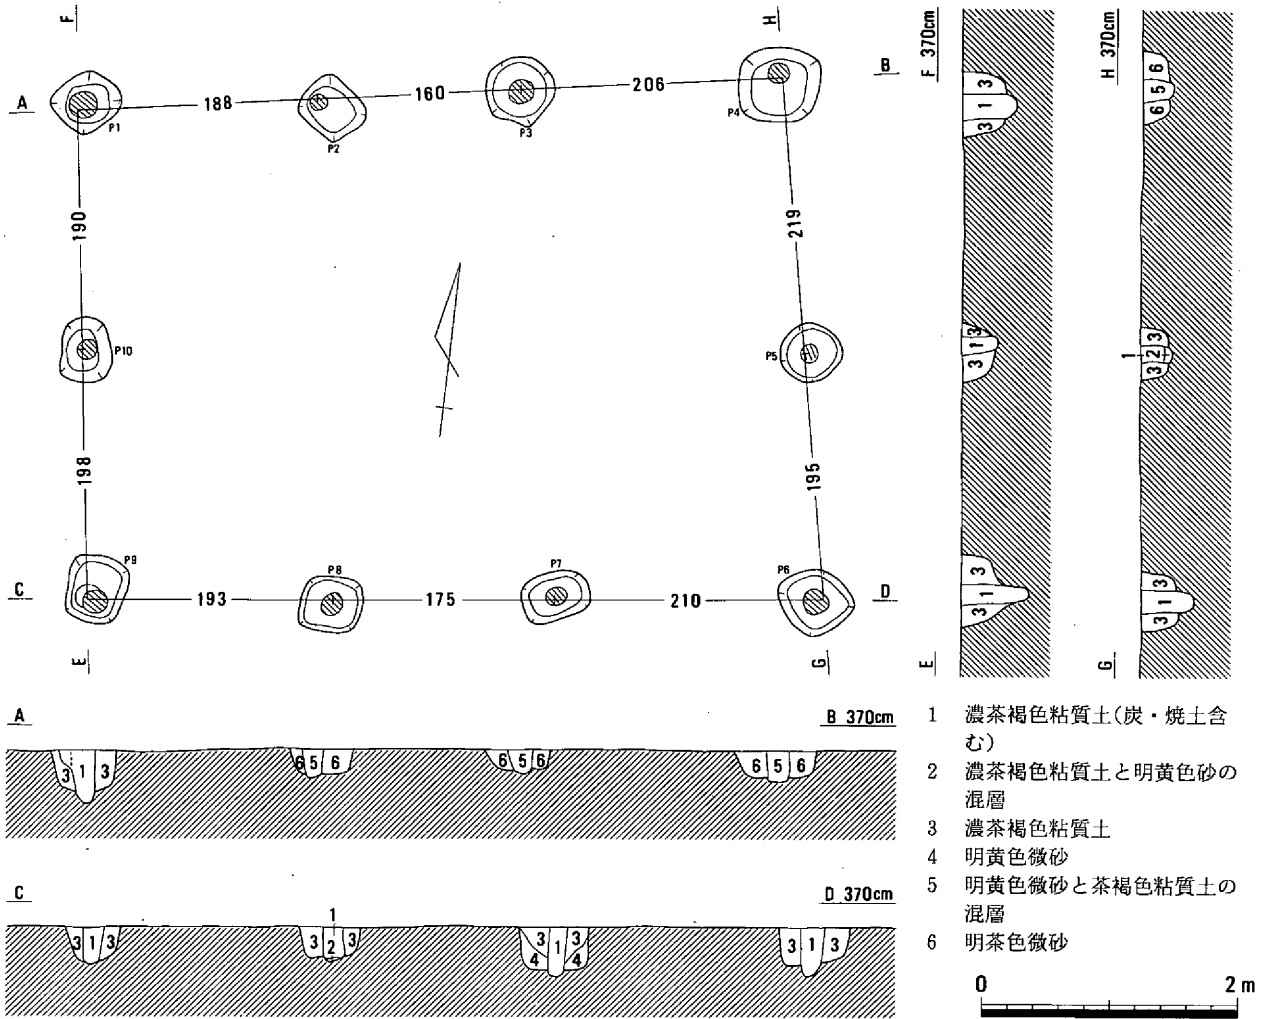 F
H
A
B
188
160
206
P1
P2
P3
P4
190
219
P10
P5
198
195
P9
P8
P7
P6
C
D
193
175
210
E
G
F 370cm
3
1
3
1 3
3
3
1
3
E
H 370cm
6
5
6
1
3
2
3
3
1
3
G
A
B 370cm
3 1 3
6 5 6
6 5 6
6 5 6
C
D 370cm
1
3 1 3
3 2 3
3 1 3
4 4
3 1 3
1 濃茶褐色粘質土(炭・焼土含
む)
2 濃茶褐色粘質土と明黄色砂の
混層
3 濃茶褐色粘質土
4 明黄色微砂
5 明黄色微砂と茶褐色粘質土の
混層
6 明茶色微砂
0 2 m